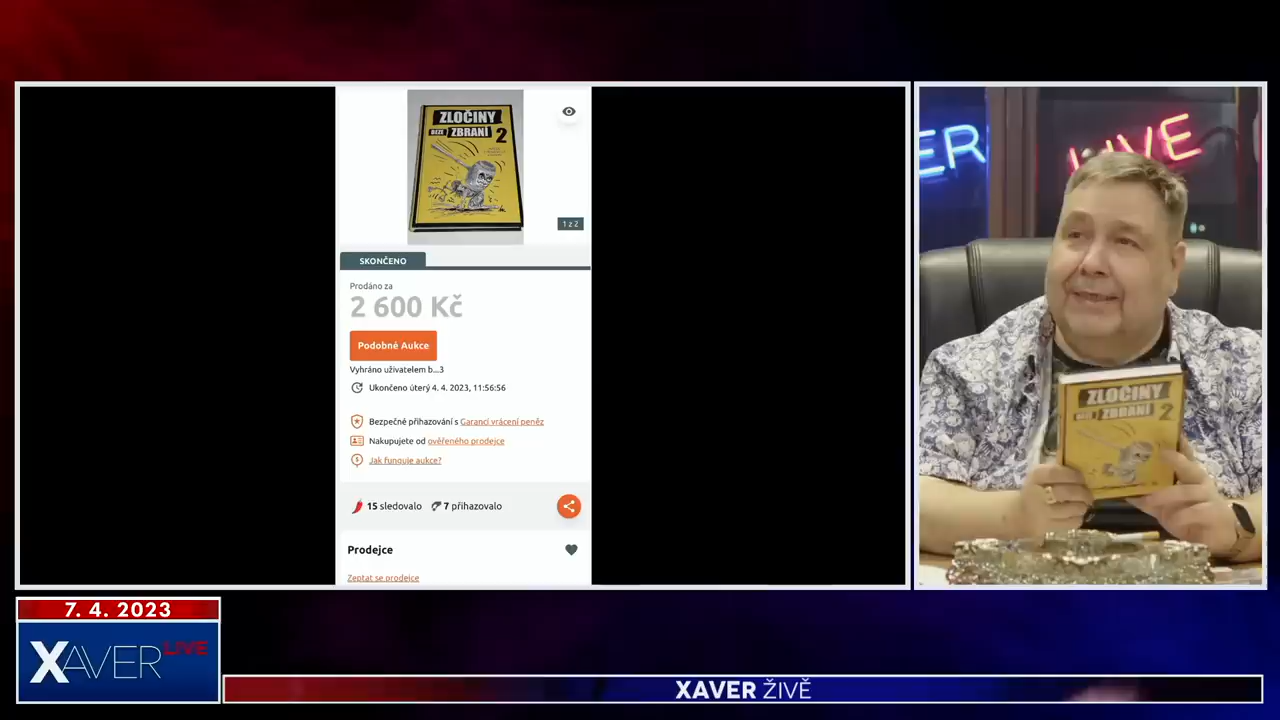 ZLOČINY
BEZE ZBRANÍ
2
1 z 2
SKONČENO
Prodáno za
2 600 Kč
Podobné Aukce
Vyhráno uživatelem b...3
Ukončeno úterý 4. 4. 2023, 11:56:56
Bezpečné přihazování s Garancí vrácení peněz
Nakupujete od ověřeného prodejce
Jak funguje aukce?
15 sledovalo 7 přihazovalo
Prodejce
Zeptat se prodejce
ER LIVE
ZLOČINY
BEZE ZBRANÍ
2
7. 4. 2023
XAVER LIVE
XAVER ŽIVĚ